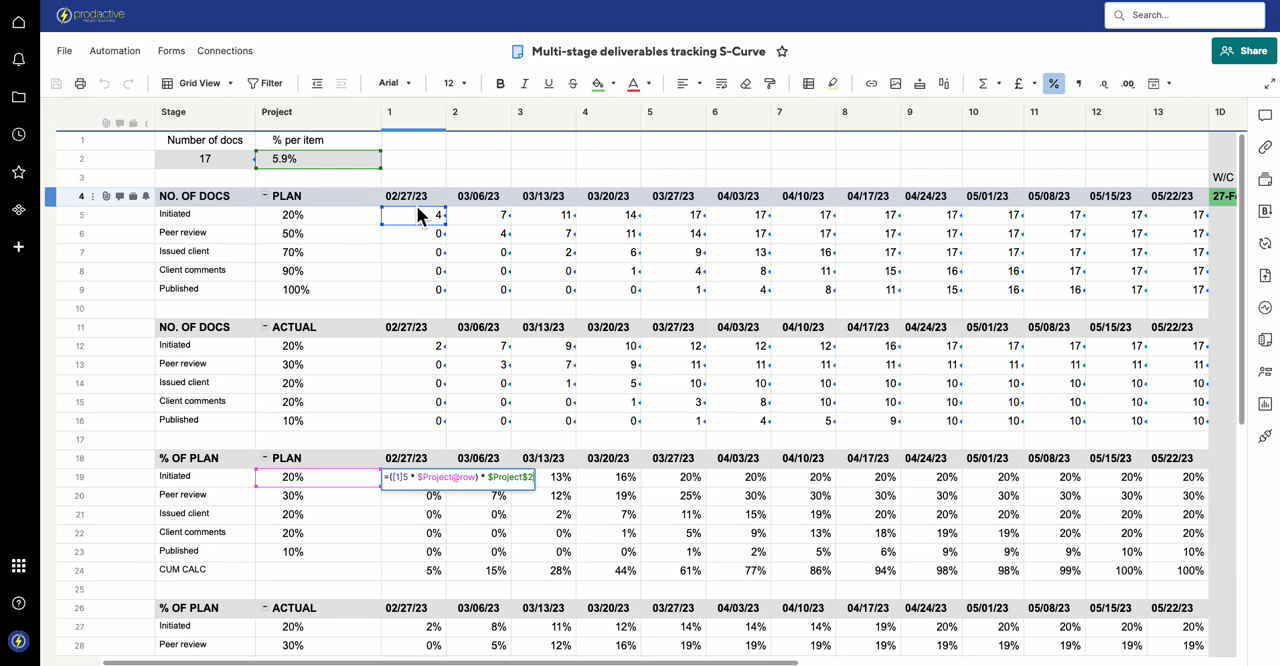 prodactive
PROJECT SOLUTIONS
Search...
File Automation Forms Connections
Multi-stage deliverables tracking S-Curve
Share
Grid View Filter Arial 12 B I U S A Σ £ % , .0 .00
Stage Project 1 2 3 4 5 6 7 8 9 10 11 12 13 1D
1 Number of docs % per item
2 17 5.9%
3 W/C
4 NO. OF DOCS PLAN 02/27/23 03/06/23 03/13/23 03/20/23 03/27/23 04/03/23 04/10/23 04/17/23 04/24/23 05/01/23 05/08/23 05/15/23 05/22/23
5 Initiated 20% 4 7 11 14 17 17 17 17 17 17 17 17 17
6 Peer review 50% 0 4 7 11 14 17 17 17 17 17 17 17 17
7 Issued client 70% 0 0 2 6 9 13 16 17 17 17 17 17 17
8 Client comments 90% 0 0 0 1 4 8 11 15 16 16 17 17 17
9 Published 100% 0 0 0 0 1 4 8 11 15 16 16 17 17
10
11 NO. OF DOCS ACTUAL 02/27/23 03/06/23 03/13/23 03/20/23 03/27/23 04/03/23 04/10/23 04/17/23 04/24/23 05/01/23 05/08/23 05/15/23 05/22/23
12 Initiated 20% 2 7 9 10 12 12 12 16 17 17 17 17 17
13 Peer review 30% 0 3 7 9 11 11 11 11 11 11 11 11 11
14 Issued client 20% 0 0 1 5 10 10 10 10 10 10 10 10 10
15 Client comments 20% 0 0 0 1 3 8 10 10 10 10 10 10 10
16 Published 10% 0 0 0 0 1 4 5 9 10 10 10 10 10
17
18 % OF PLAN PLAN 02/27/23 03/06/23 03/13/23 03/20/23 03/27/23 04/03/23 04/10/23 04/17/23 04/24/23 05/01/23 05/08/23 05/15/23 05/22/23
19 Initiated 20% =([1]5 * $Project@row) * $Project$2 13% 16% 20% 20% 20% 20% 20% 20% 20% 20% 20%
20 Peer review 30% 0% 7% 12% 19% 25% 30% 30% 30% 30% 30% 30% 30% 30%
21 Issued client 20% 0% 0% 2% 7% 11% 15% 19% 20% 20% 20% 20% 20% 20%
22 Client comments 20% 0% 0% 0% 1% 5% 9% 13% 18% 19% 19% 20% 20% 20%
23 Published 10% 0% 0% 0% 0% 1% 2% 5% 6% 9% 9% 9% 10% 10%
24 CUM CALC 5% 15% 28% 44% 61% 77% 86% 94% 98% 98% 99% 100% 100%
25
26 % OF PLAN ACTUAL 02/27/23 03/06/23 03/13/23 03/20/23 03/27/23 04/03/23 04/10/23 04/17/23 04/24/23 05/01/23 05/08/23 05/15/23 05/22/23
27 Initiated 20% 2% 8% 11% 12% 14% 14% 14% 19% 20% 20% 20% 20% 20%
28 Peer review 30% 0% 5% 12% 16% 19% 19% 19% 19% 19% 19% 19% 19% 19%